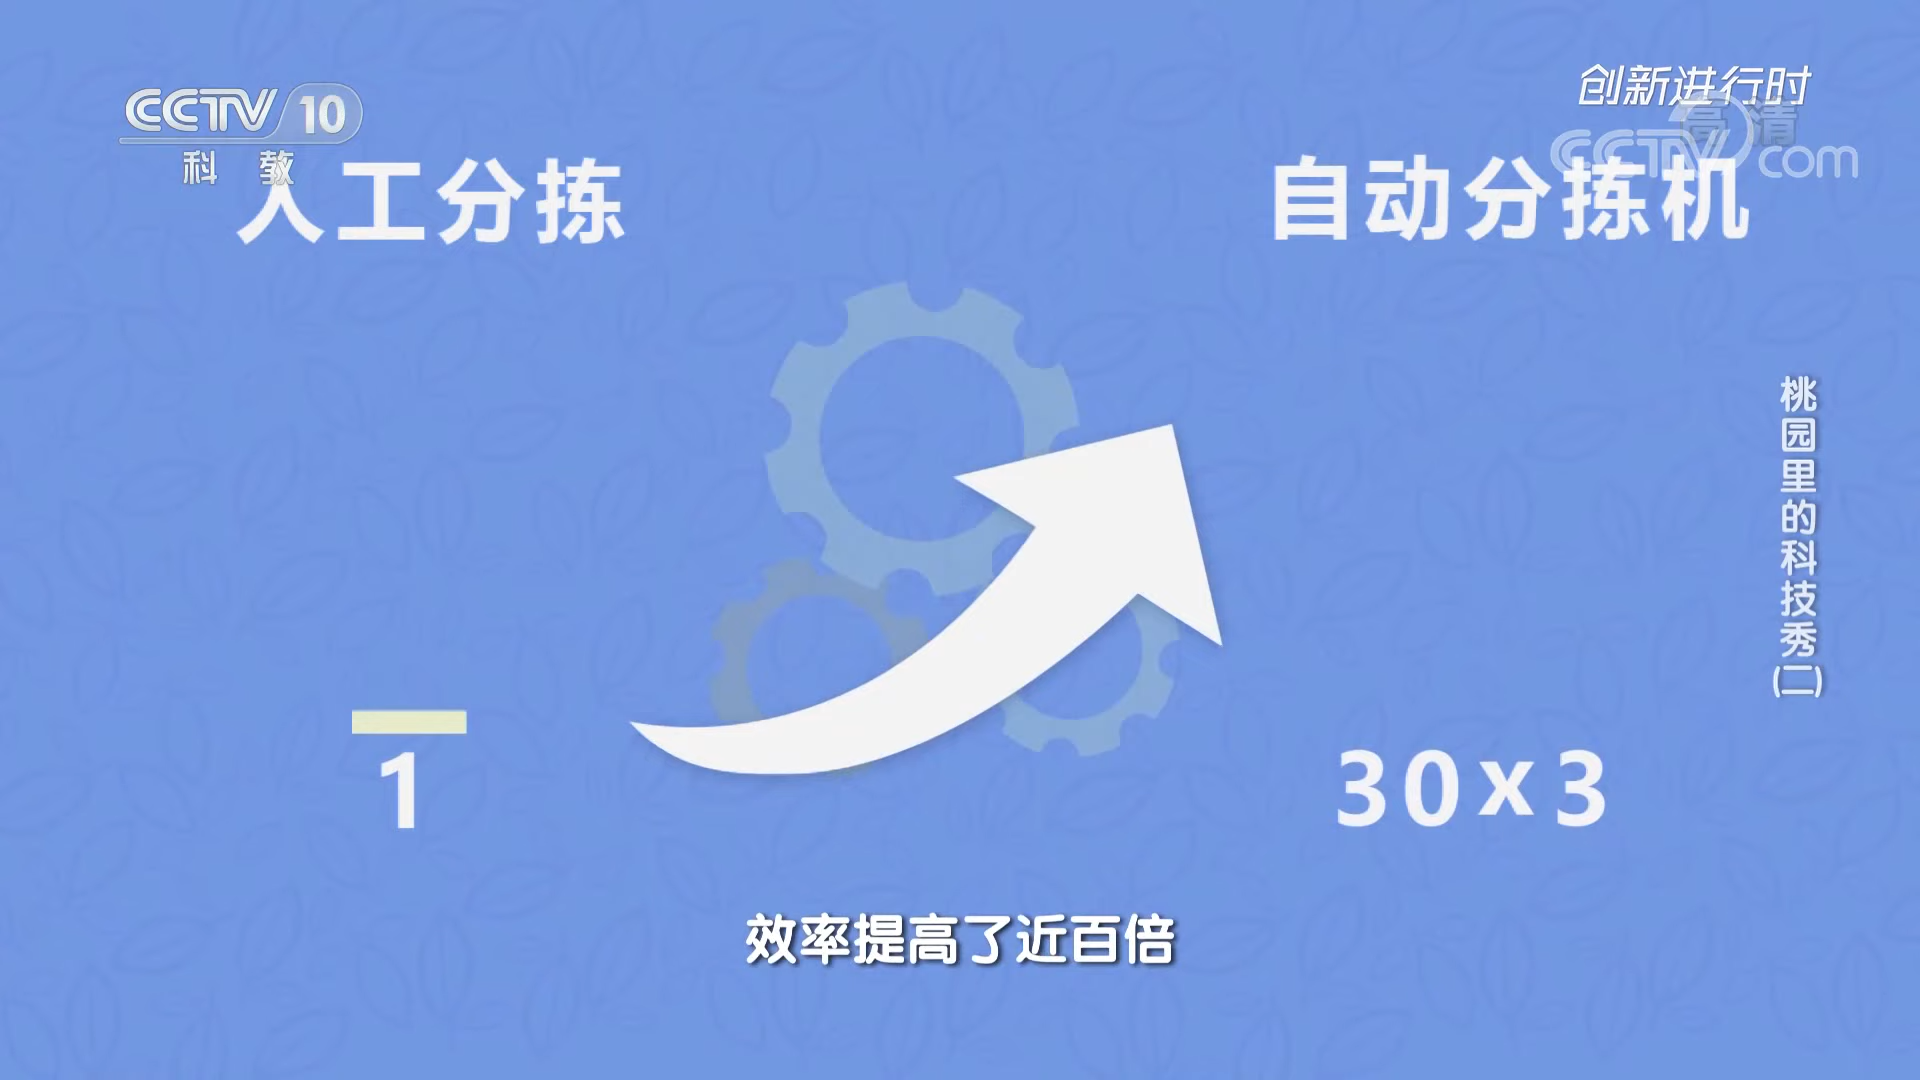 CCTV 10
科 教
创新进行时
高清
CCTV com
人工分拣
自动分拣机
桃园里的科技秀(二)
1
30x3
效率提高了近百倍